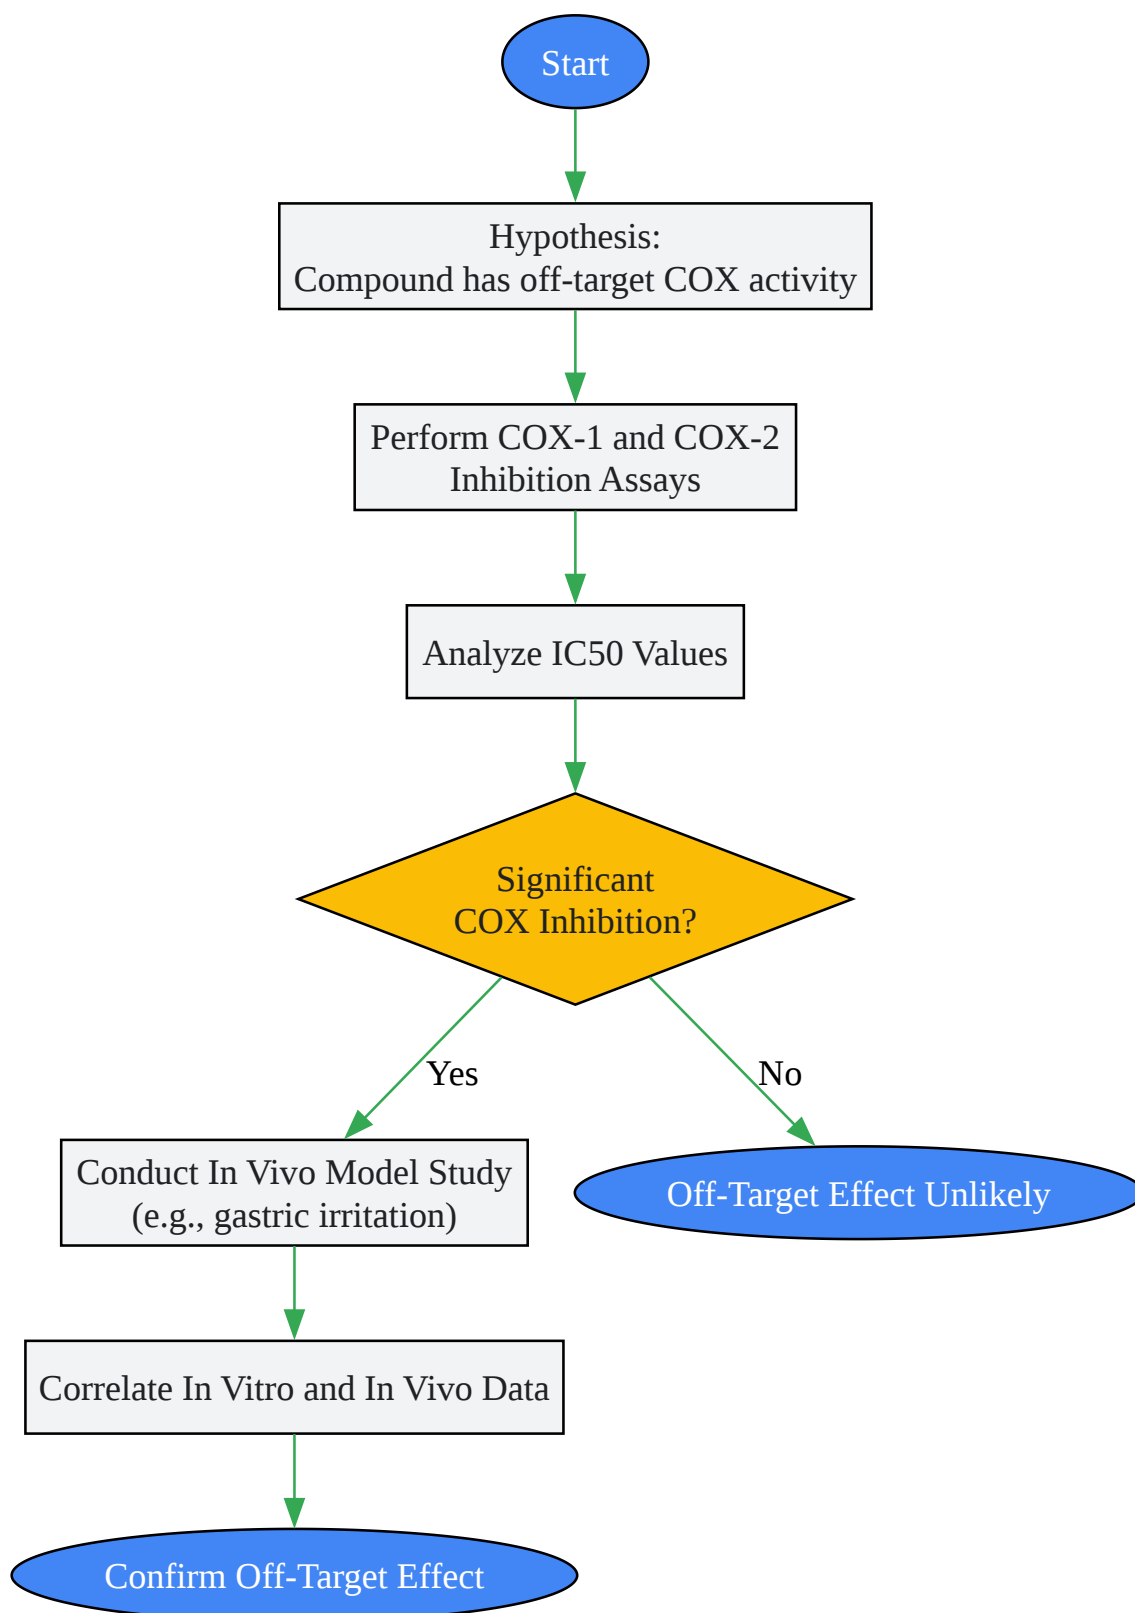 Start
Hypothesis:
Compound has off-target COX activity
Perform COX-1 and COX-2
Inhibition Assays
Analyze IC50 Values
Significant
COX Inhibition?
Yes
No
Conduct In Vivo Model Study
(e.g., gastric irritation)
Off-Target Effect Unlikely
Correlate In Vitro and In Vivo Data
Confirm Off-Target Effect